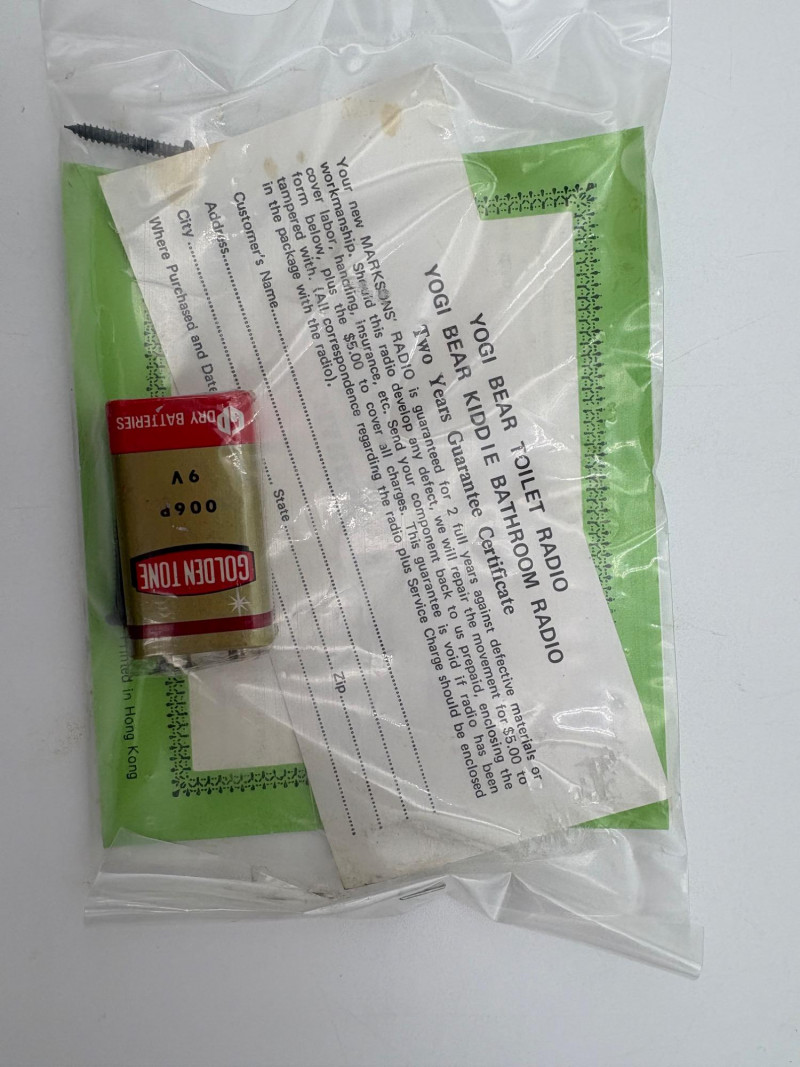 YOGI BEAR TOILET RADIO
YOGI BEAR KIDDIE BATHROOM RADIO
Two Years Guarantee Certificate
Your new MARKSONS' RADIO is guaranteed for 2 full years against defective materials or
workmanship. Should this radio develop any defect, we will repair the movement for $5.00 to
cover labor, handling, insurance, etc. Send your component back to us prepaid, enclosing the
form below, plus the $5.00 to cover all charges. This guarantee is void if radio has been
tampered with. (All correspondence regarding the radio plus Service Charge should be enclosed
in the package with the radio).
Customer's Name
Address
City State Zip
Where Purchased and Date
DRY BATTERIES
9V
006P
GOLDEN TONE
Printed in Hong Kong